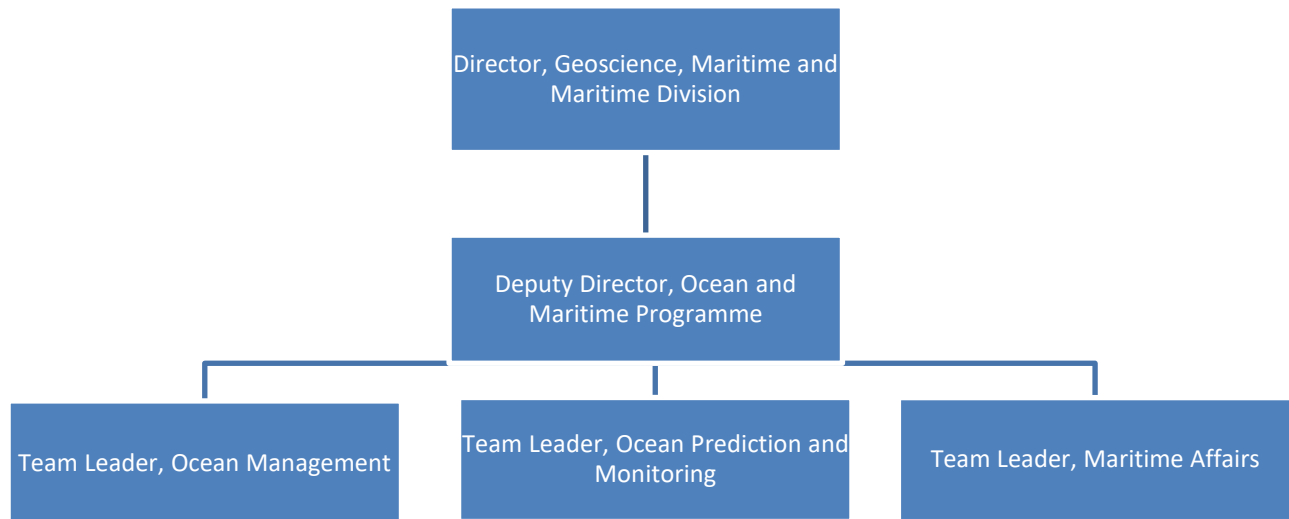 Director, Geoscience, Maritime and
Maritime Division
Deputy Director, Ocean and
Maritime Programme
Team Leader, Ocean Management
Team Leader, Ocean Prediction and
Monitoring
Team Leader, Maritime Affairs